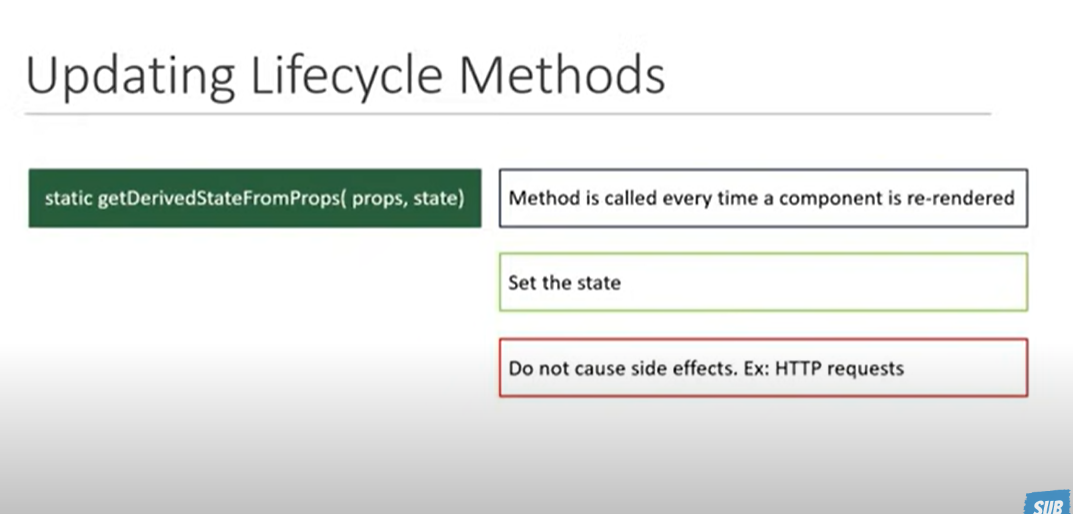 Updating Lifecycle Methods
static getDerivedStateFromProps( props, state)
Method is called every time a component is re-rendered
Set the state
Do not cause side effects. Ex: HTTP requests
SUB